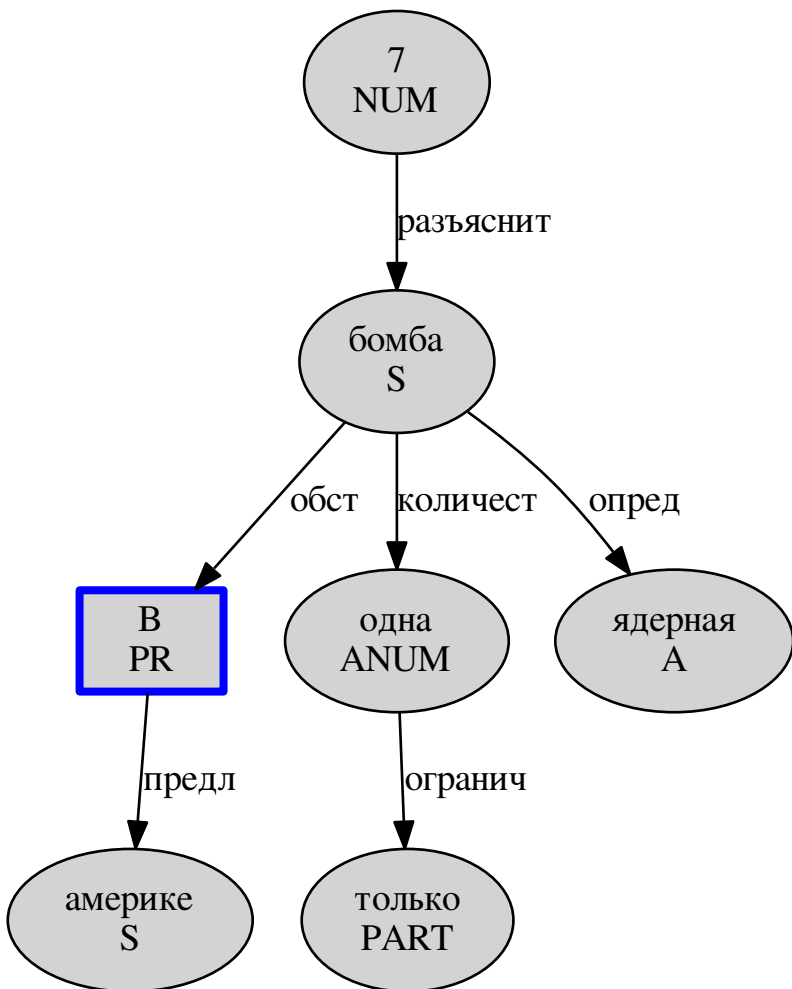 7
NUM
разъяснит
бомба
S
обст
количест
опред
В
PR
одна
ANUM
ядерная
A
предл
огранич
америке
S
только
PART